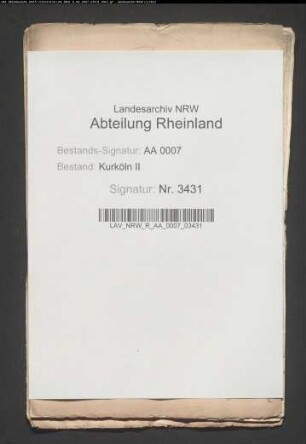 Landesarchiv NRW
Abteilung Rheinland
Bestands-Signatur: AA 0007
Bestand: Kurköln II
Signatur: Nr. 3431
LAV_NRW_R_AA_0007_03431